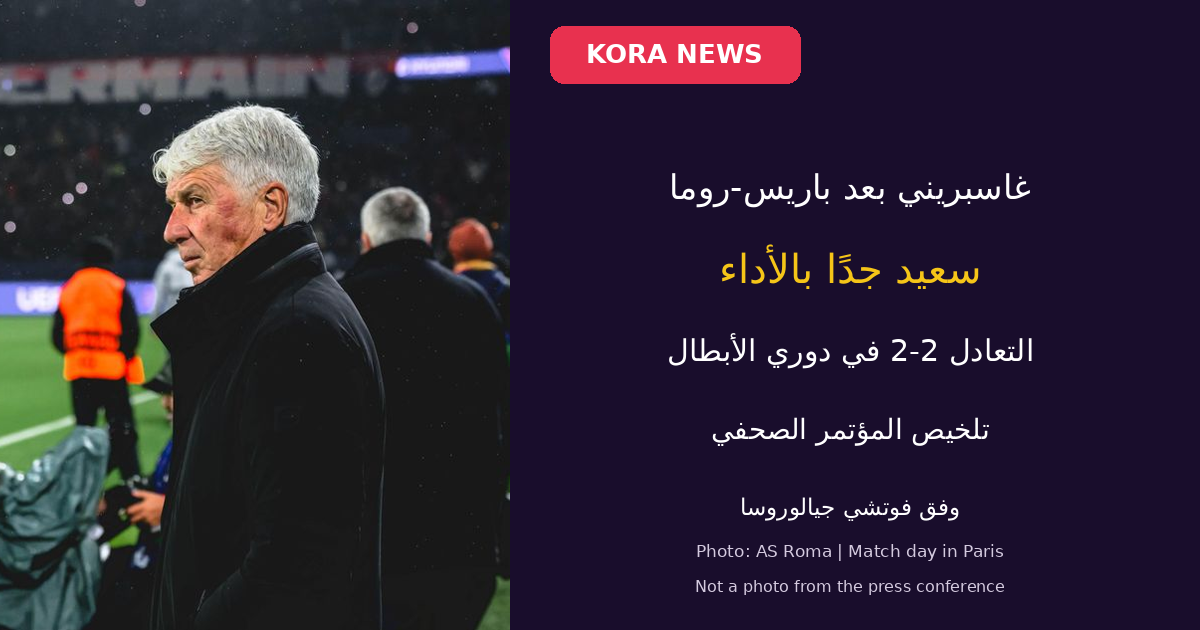 ERMAIN
KORA NEWS
غاسبريني بعد باريس-روما
سعيد جدًا بالأداء
التعادل 2-2 في دوري الأبطال
تلخيص المؤتمر الصحفي
وفق فوتشي جيالوروسا
Photo: AS Roma | Match day in Paris
Not a photo from the press conference